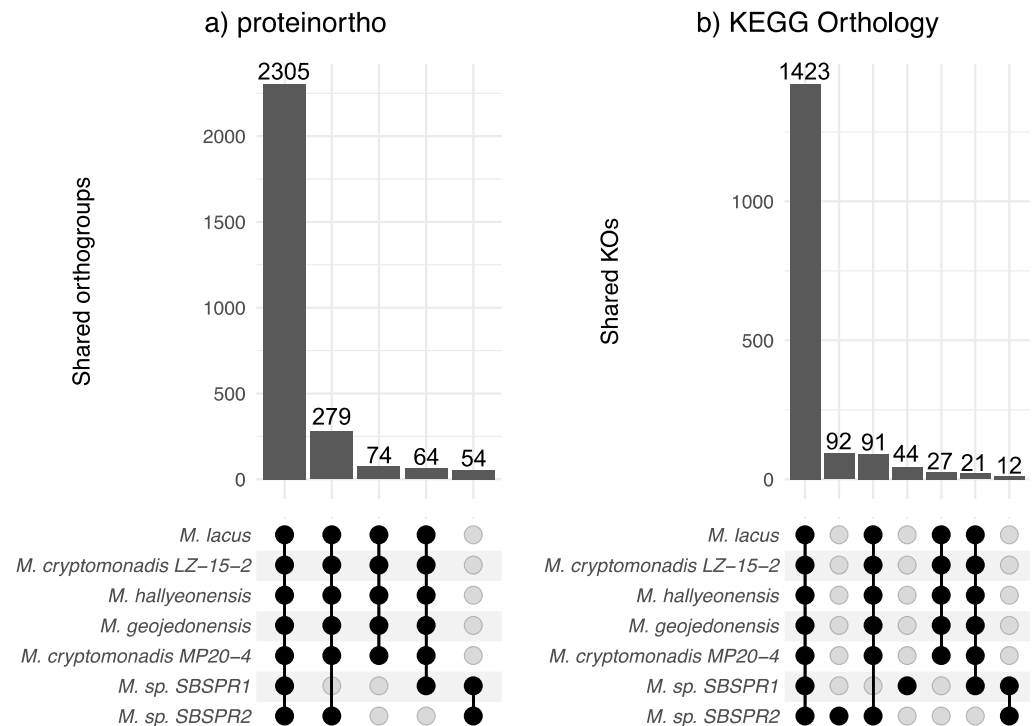 a) proteinortho
2305
2000
1500
1000
500
0
279
74
64
54
Shared orthogroups
M. lacus
M. cryptomonadis LZ−15−2
M. hallyeonensis
M. geojedonensis
M. cryptomonadis MP20−4
M. sp. SBSPR1
M. sp. SBSPR2
b) KEGG Orthology
1423
1000
500
0
92
91
44
27
21
12
Shared KOs
M. lacus
M. cryptomonadis LZ−15−2
M. hallyeonensis
M. geojedonensis
M. cryptomonadis MP20−4
M. sp. SBSPR1
M. sp. SBSPR2